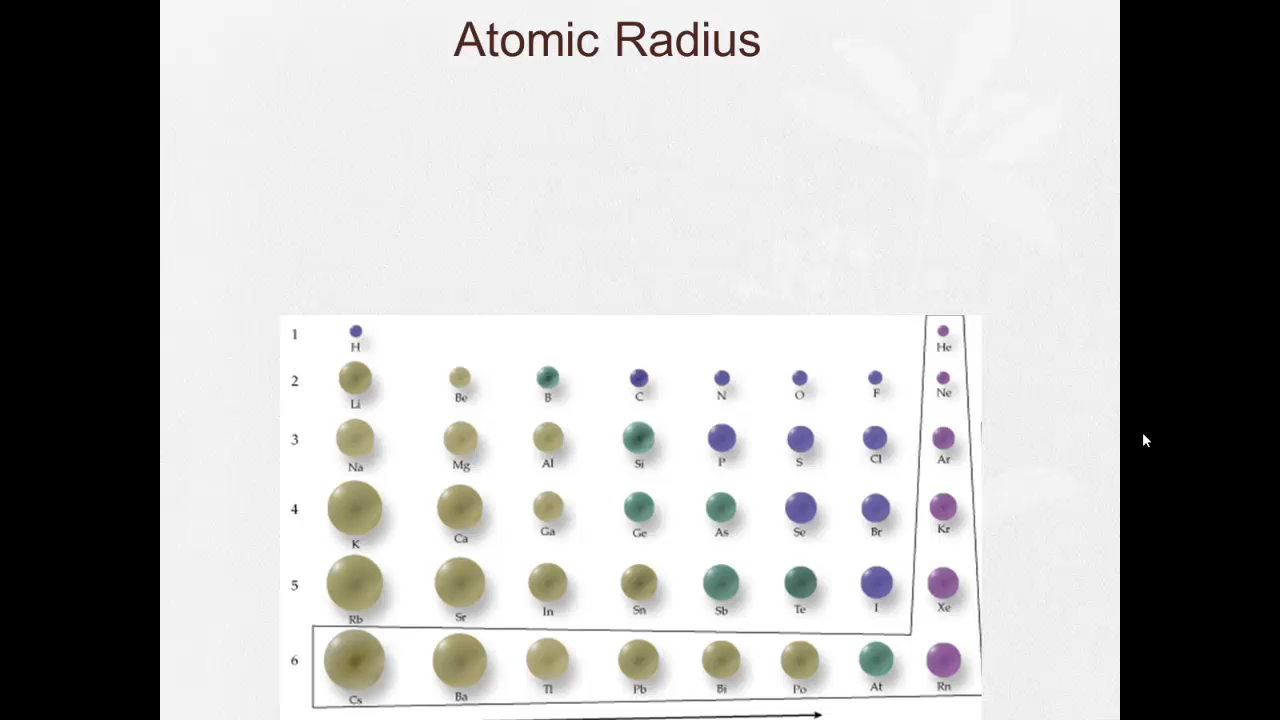 Atomic Radius
1 H He
2 Li Be B C N O F Ne
3 Na Mg Al Si P S Cl Ar
4 K Ca Ga Ge As Se Br Kr
5 Rb Sr In Sn Sb Te I Xe
6 Cs Ba Tl Pb Bi Po At Rn